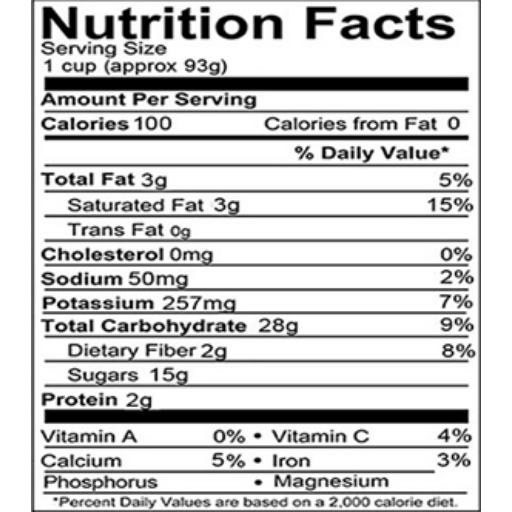 Nutrition Facts
Serving Size
1 cup (approx 93g)
Amount Per Serving
Calories 100 Calories from Fat 0
% Daily Value*
Total Fat 3g 5%
Saturated Fat 3g 15%
Trans Fat 0g
Cholesterol 0mg 0%
Sodium 50mg 2%
Potassium 257mg 7%
Total Carbohydrate 28g 9%
Dietary Fiber 2g 8%
Sugars 15g
Protein 2g
Vitamin A 0% • Vitamin C 4%
Calcium 5% • Iron 3%
Phosphorus • Magnesium
*Percent Daily Values are based on a 2,000 calorie diet.